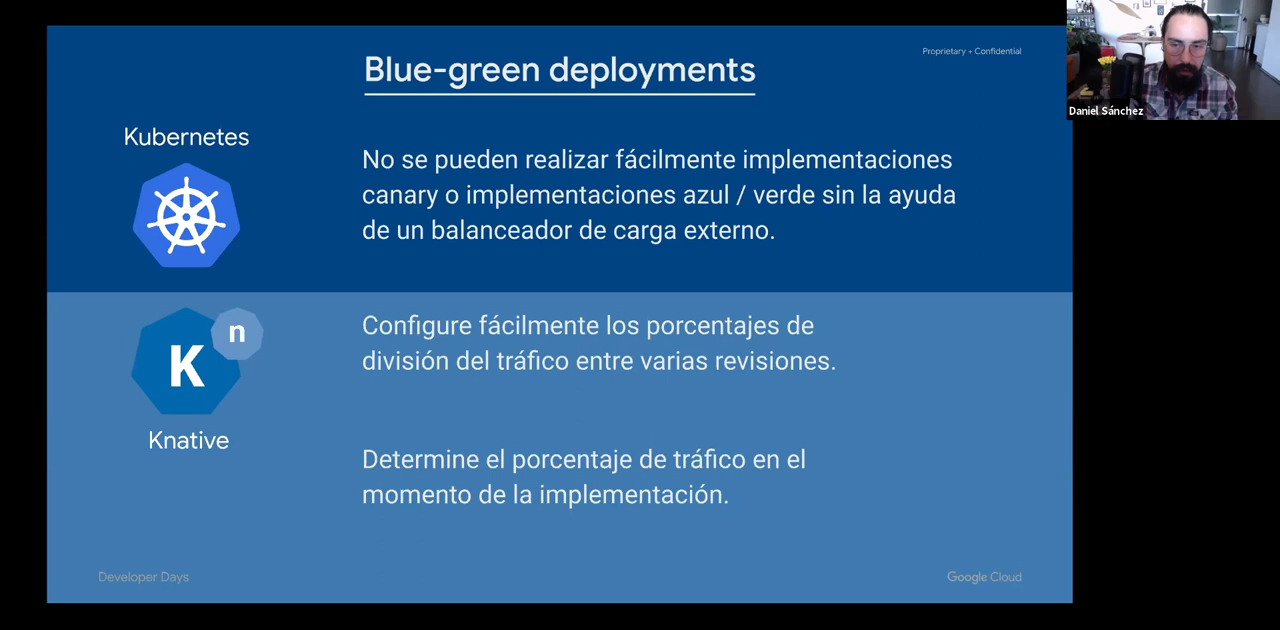 Blue-green deployments
Proprietary + Confidential
Daniel Sánchez
Kubernetes
No se pueden realizar fácilmente implementaciones
canary o implementaciones azul / verde sin la ayuda
de un balanceador de carga externo.
K
n
Knative
Configure fácilmente los porcentajes de
división del tráfico entre varias revisiones.
Determine el porcentaje de tráfico en el
momento de la implementación.
Developer Days
Google Cloud